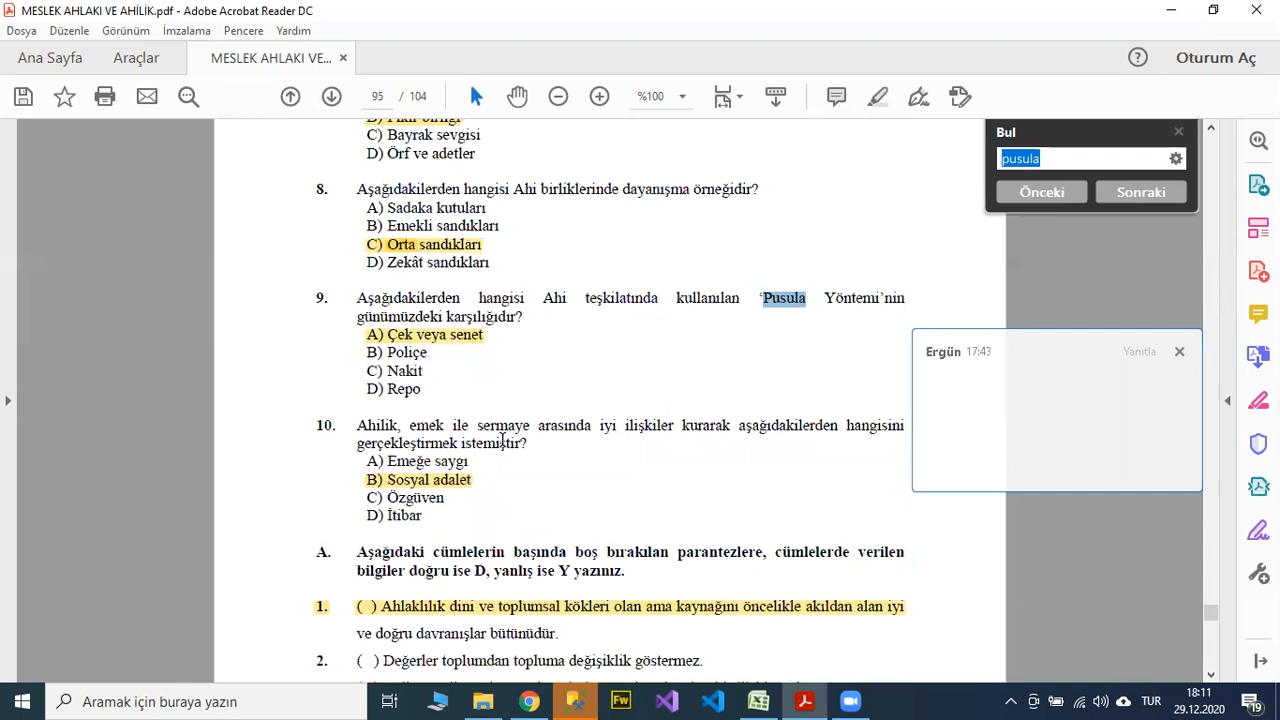 MESLEK AHLAKI VE AHİLİK.pdf - Adobe Acrobat Reader DC
Dosya Düzenle Görünüm İmzalama Pencere Yardım
Ana Sayfa Araçlar MESLEK AHLAKI VE... Oturum Aç
95 / 104 %100
Bul
pusula
Önceki Sonraki
B) Fikir birliği
C) Bayrak sevgisi
D) Örf ve adetler
8. Aşağıdakilerden hangisi Ahi birliklerinde dayanışma örneğidir?
A) Sadaka kutuları
B) Emekli sandıkları
C) Orta sandıkları
D) Zekât sandıkları
9. Aşağıdakilerden hangisi Ahi teşkilatında kullanılan ‘Pusula Yöntemi’nin
günümüzdeki karşılığıdır?
A) Çek veya senet
B) Poliçe
C) Nakit
D) Repo
Ergün 17:43 Yanıtla
10. Ahilik, emek ile sermaye arasında iyi ilişkiler kurarak aşağıdakilerden hangisini
gerçekleştirmek istemiştir?
A) Emeğe saygı
B) Sosyal adalet
C) Özgüven
D) İtibar
A. Aşağıdaki cümlelerin başında boş bırakılan parantezlere, cümlelerde verilen
bilgiler doğru ise D, yanlış ise Y yazınız.
1. ( ) Ahlaklılık dini ve toplumsal kökleri olan ama kaynağını öncelikle akıldan alan iyi
ve doğru davranışlar bütünüdür.
2. ( ) Değerler toplumdan topluma değişiklik göstermez.
Aramak için buraya yazın
Fw
TUR
18:11
29.12.2020
19